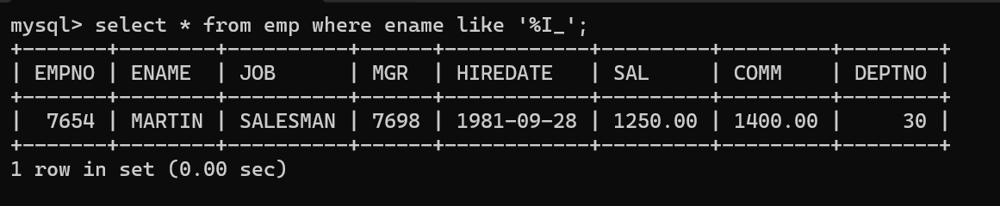 mysql> select * from emp where ename like '%I_';
+-------+--------+----------+------+------------+---------+---------+--------+
| EMPNO | ENAME  | JOB      | MGR  | HIREDATE   | SAL     | COMM    | DEPTNO |
+-------+--------+----------+------+------------+---------+---------+--------+
|  7654 | MARTIN | SALESMAN | 7698 | 1981-09-28 | 1250.00 | 1400.00 |     30 |
+-------+--------+----------+------+------------+---------+---------+--------+
1 row in set (0.00 sec)